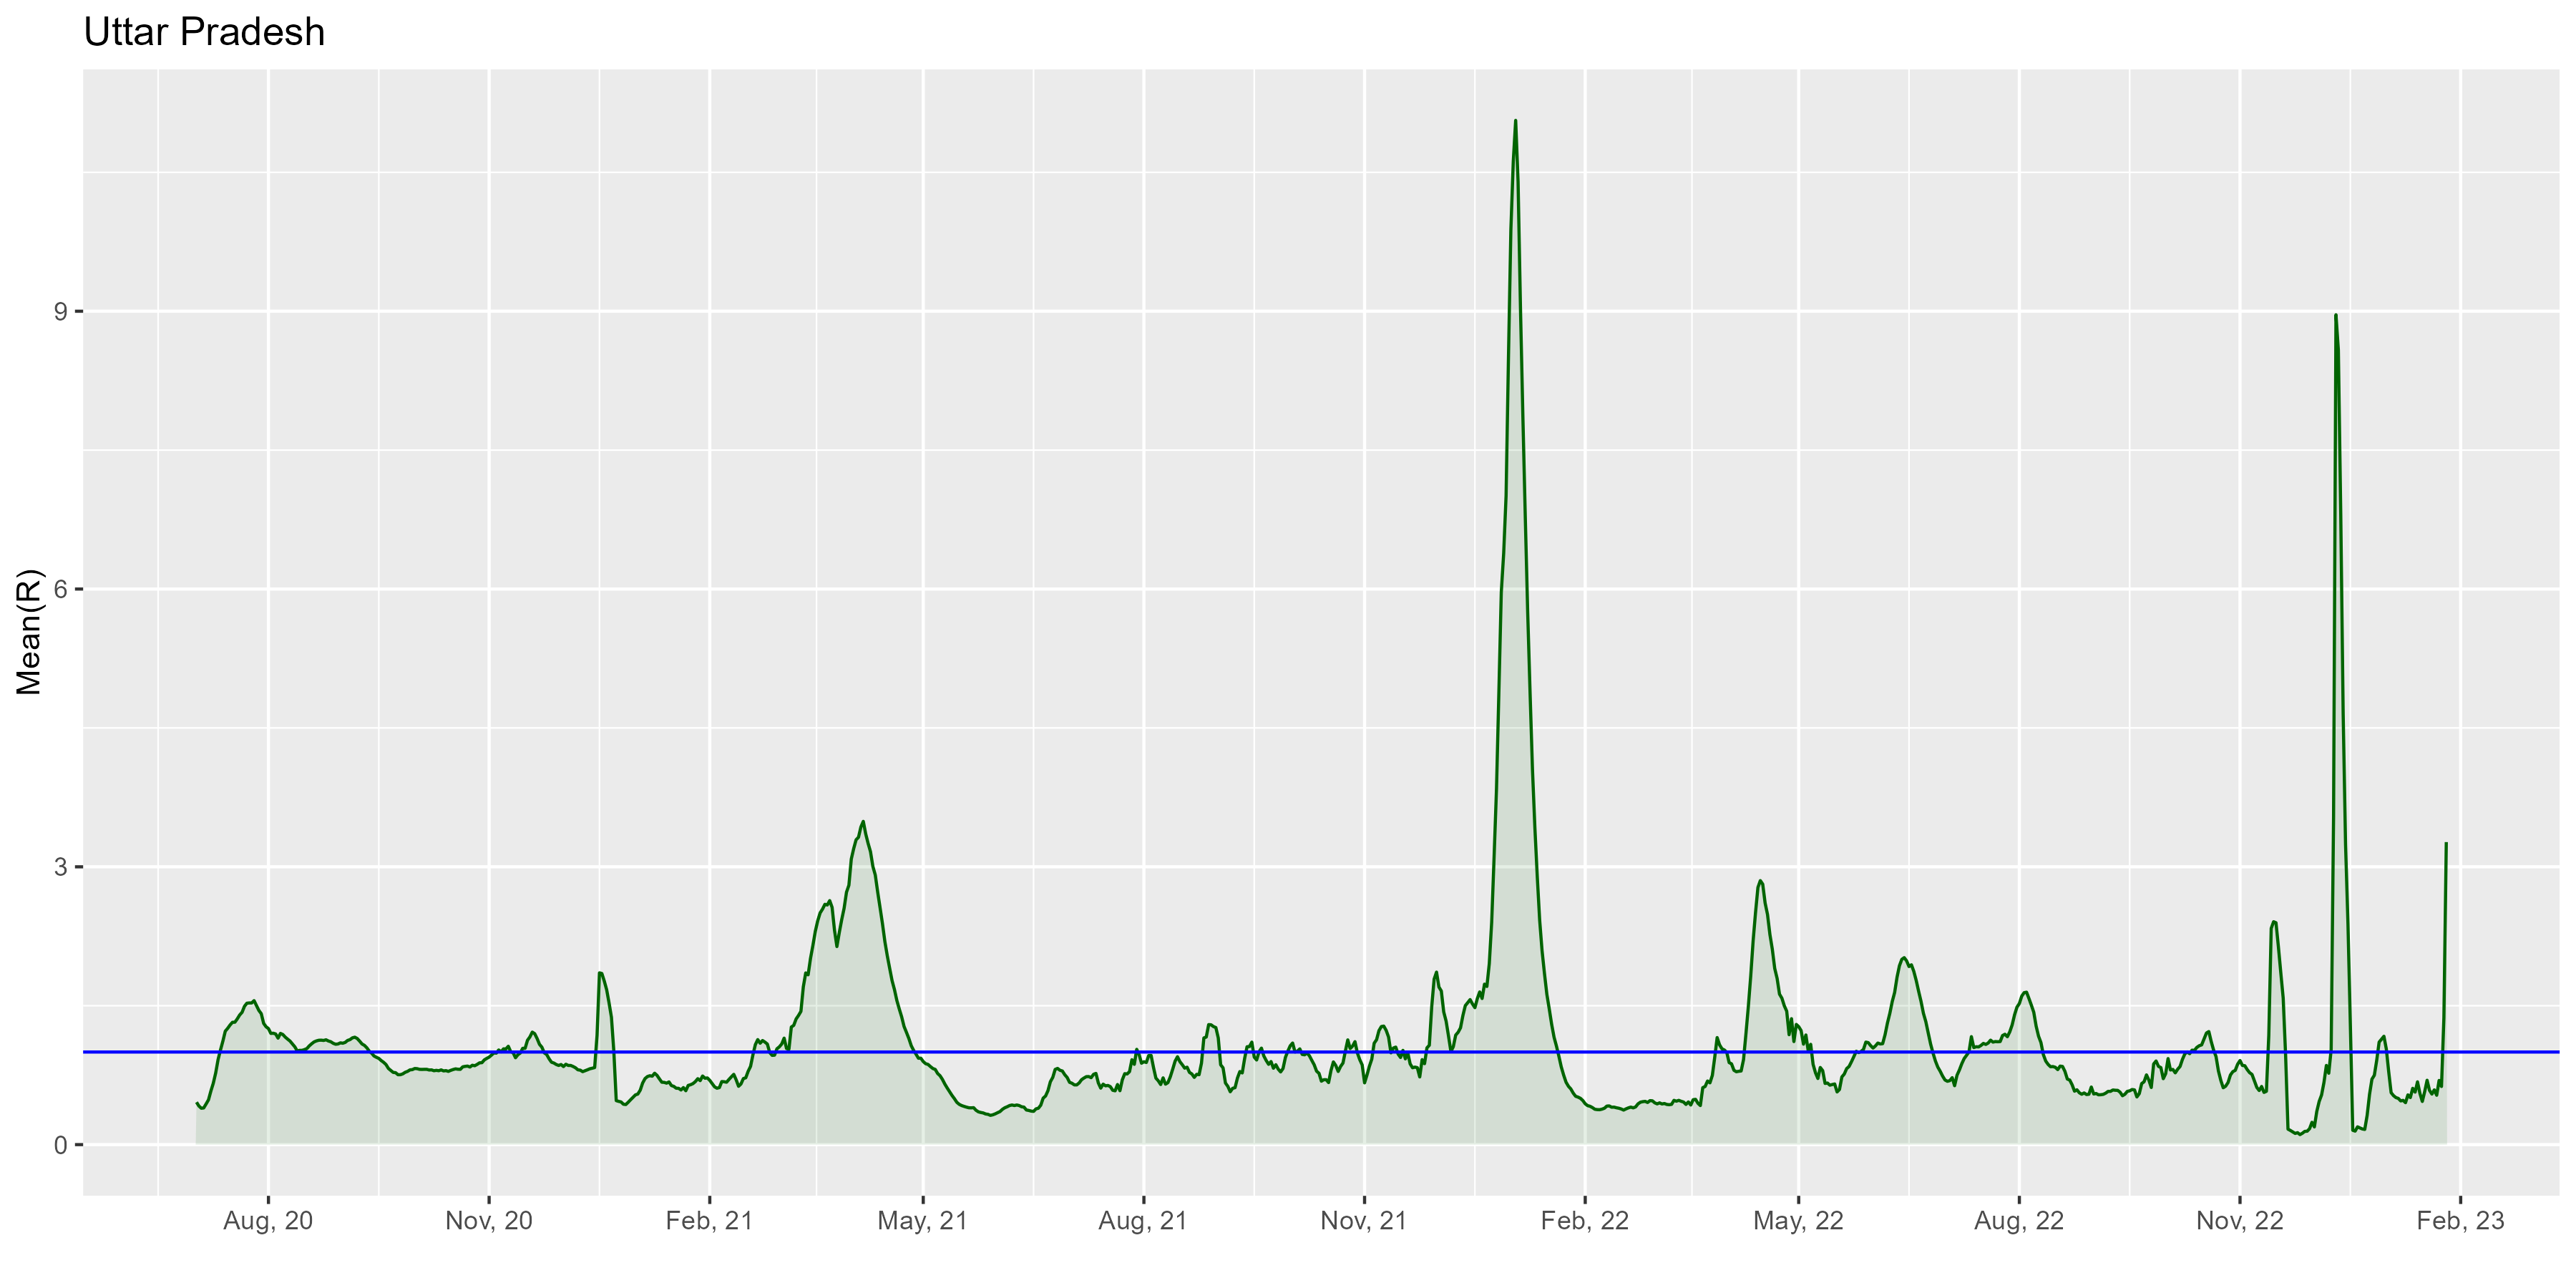 Uttar Pradesh
Mean(R)
9
6
3
0
Aug, 20
Nov, 20
Feb, 21
May, 21
Aug, 21
Nov, 21
Feb, 22
May, 22
Aug, 22
Nov, 22
Feb, 23